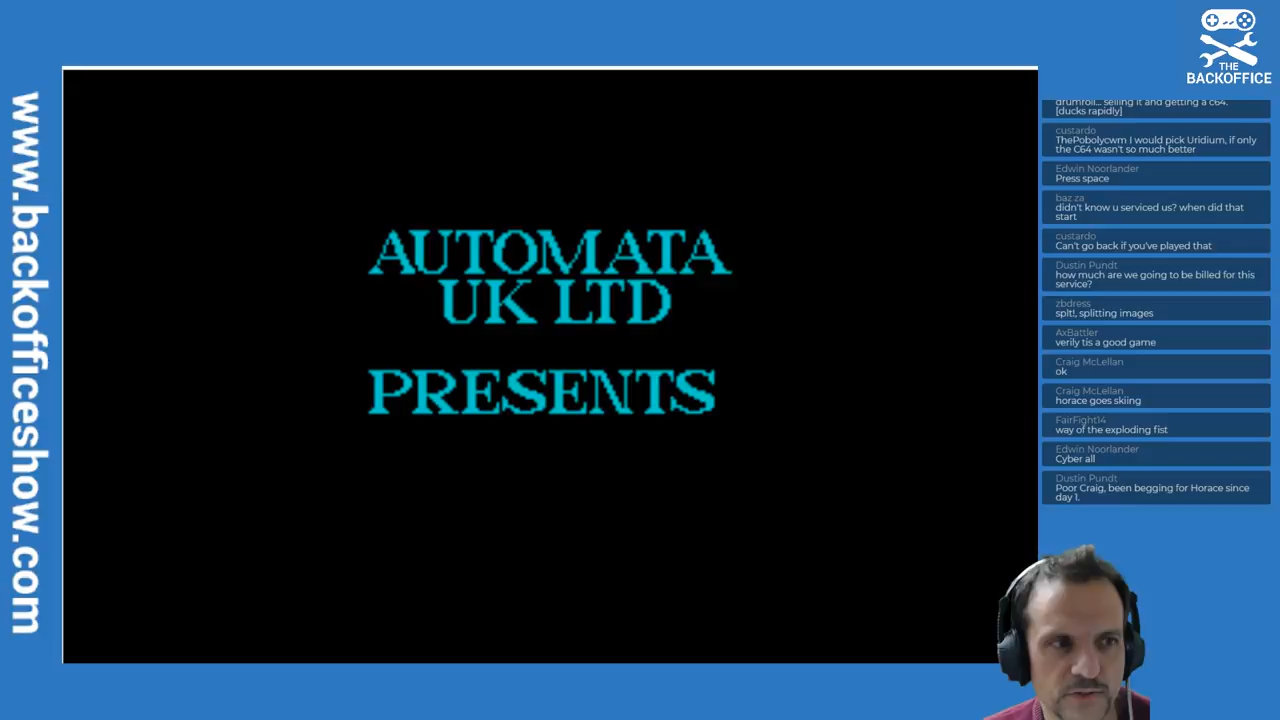 www.backofficeshow.com
AUTOMATA
UK LTD
PRESENTS
THE
BACKOFFICE
drumroll... selling it and getting a c64.
[ducks rapidly]
custardo
ThePobolycwm I would pick Uridium, if only
the C64 wasn't so much better
Edwin Noorlander
Press space
baz.za
didn't know u serviced us? when did that
start
custardo
Can't go back if you've played that
Dustin Pundt
how much are we going to be billed for this
service?
zbdress
splt!, splitting images
AxBattler
verily tis a good game
Craig McLellan
ok
Craig McLellan
horace goes skiing
FairFight14
way of the exploding fist
Edwin Noorlander
Cyber all
Dustin Pundt
Poor Craig, been begging for Horace since
day 1.